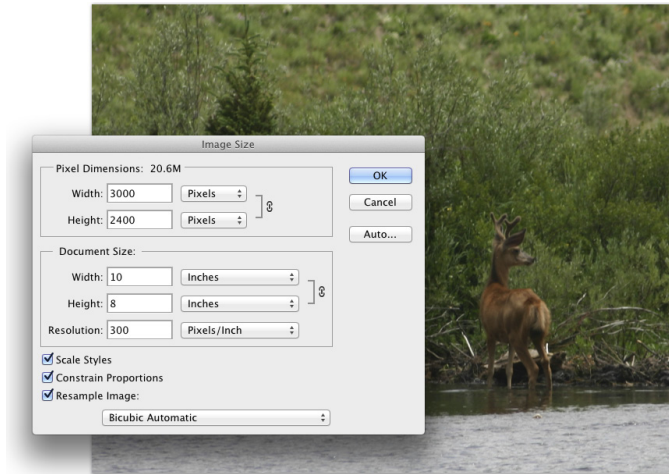 Image Size
Pixel Dimensions: 20.6M
Width: 3000 Pixels
Height: 2400 Pixels
Document Size:
Width: 10 Inches
Height: 8 Inches
Resolution: 300 Pixels/Inch
Scale Styles
Constrain Proportions
Resample Image:
Bicubic Automatic
OK
Cancel
Auto...